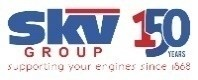 SKV 150
GROUP YEARS
supporting your engines since 1868